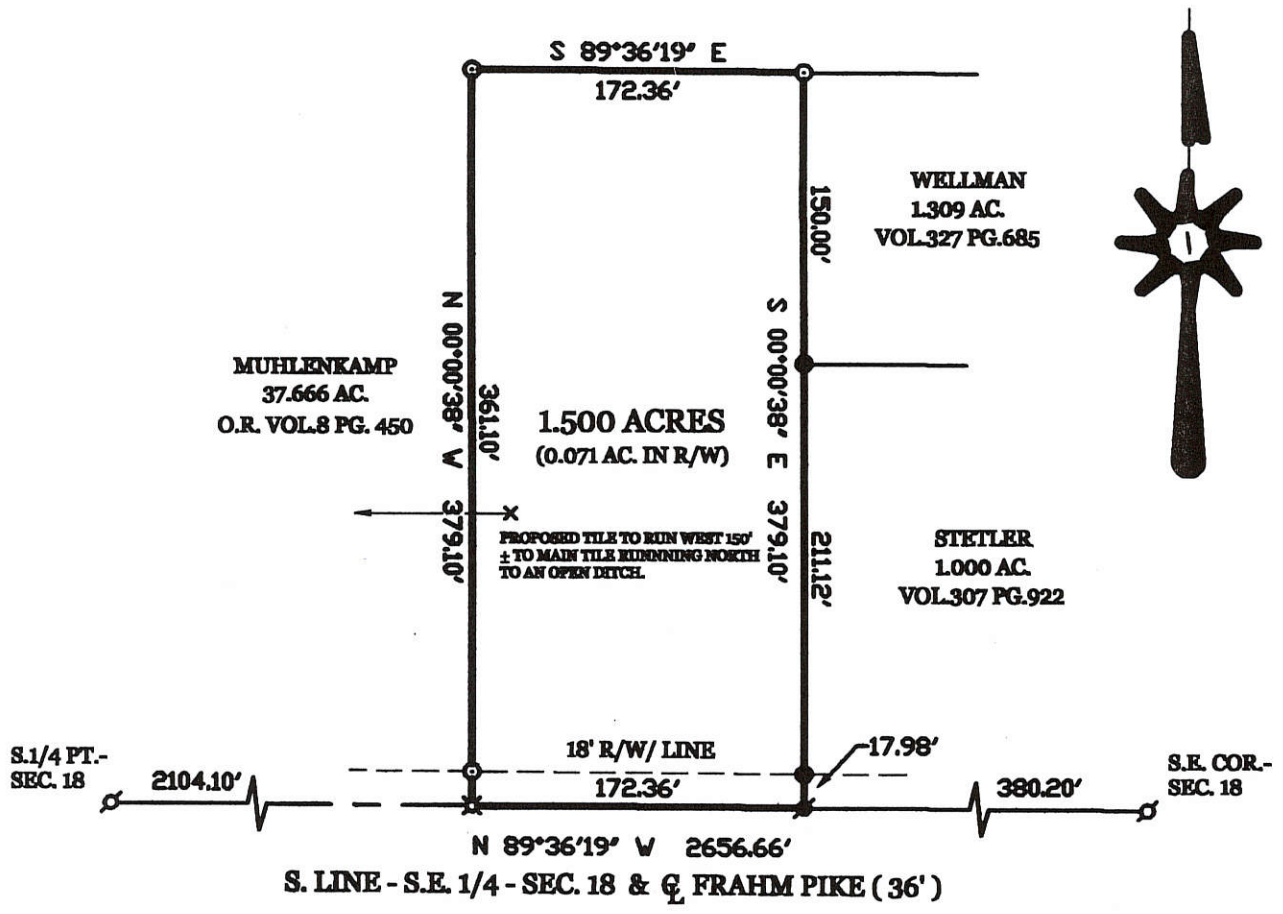 S 89°36'19" E
172.36'
150.00'
WELLMAN
1.309 AC.
VOL.327 PG.685
N 00°00'38" W 379.10'
361.10'
S 00°00'38" E 379.10'
MUHLENKAMP
37.666 AC.
O.R. VOL.8 PG. 450
1.500 ACRES
(0.071 AC. IN R/W)
PROPOSED TILE TO RUN WEST 150'
± TO MAIN TILE RUNNNING NORTH
TO AN OPEN DITCH.
211.12'
STETLER
1.000 AC.
VOL.307 PG.922
18' R/W/ LINE
17.98'
S.1/4 PT.-
SEC. 18
2104.10'
172.36'
380.20'
S.E. COR.-
SEC. 18
N 89°36'19" W 2656.66'
S. LINE - S.E. 1/4 - SEC. 18 & ℄ FRAHM PIKE ( 36' )